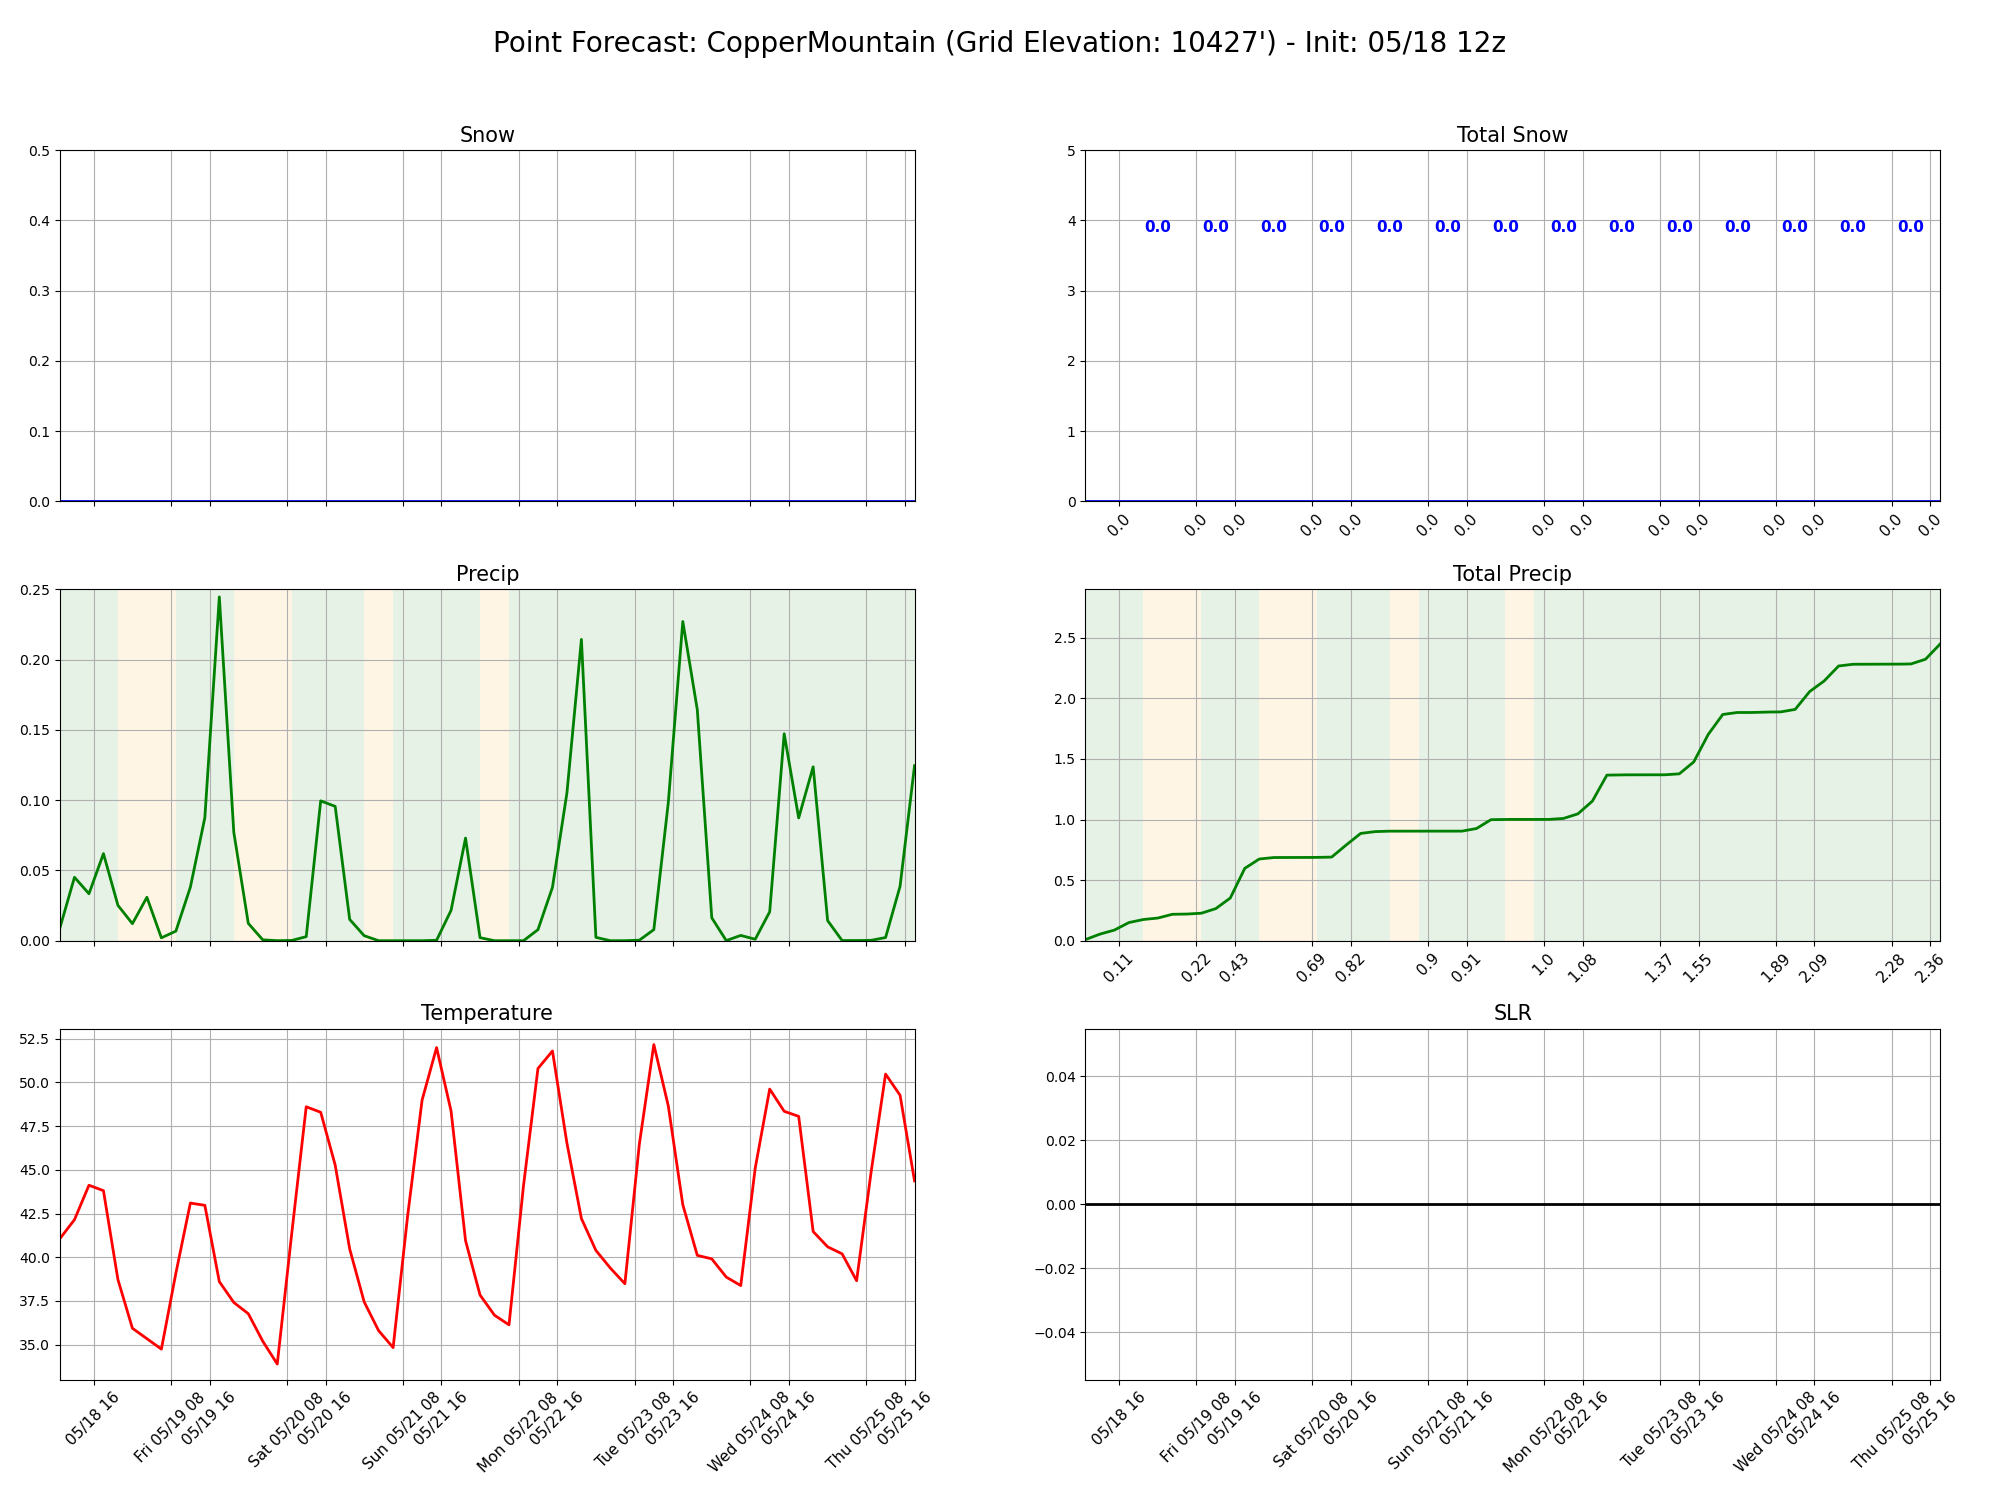 Point Forecast: CopperMountain (Grid Elevation: 10427') - Init: 05/18 12z
Snow
0.5
0.4
0.3
0.2
0.1
0.0
Total Snow
5
4
3
2
1
0
0.0 0.0 0.0 0.0 0.0 0.0 0.0 0.0 0.0 0.0 0.0 0.0 0.0 0.0
0.0 0.0 0.0 0.0 0.0 0.0 0.0 0.0 0.0 0.0 0.0 0.0 0.0 0.0 0.0
Precip
0.25
0.20
0.15
0.10
0.05
0.00
Total Precip
2.5
2.0
1.5
1.0
0.5
0.0
0.11 0.22 0.43 0.69 0.82 0.9 0.91 1.0 1.08 1.37 1.55 1.89 2.09 2.28 2.36
Temperature
52.5
50.0
47.5
45.0
42.5
40.0
37.5
35.0
05/18 16
Fri 05/19 08
05/19 16
Sat 05/20 08
05/20 16
Sun 05/21 08
05/21 16
Mon 05/22 08
05/22 16
Tue 05/23 08
05/23 16
Wed 05/24 08
05/24 16
Thu 05/25 08
05/25 16
SLR
0.04
0.02
0.00
−0.02
−0.04
05/18 16
Fri 05/19 08
05/19 16
Sat 05/20 08
05/20 16
Sun 05/21 08
05/21 16
Mon 05/22 08
05/22 16
Tue 05/23 08
05/23 16
Wed 05/24 08
05/24 16
Thu 05/25 08
05/25 16